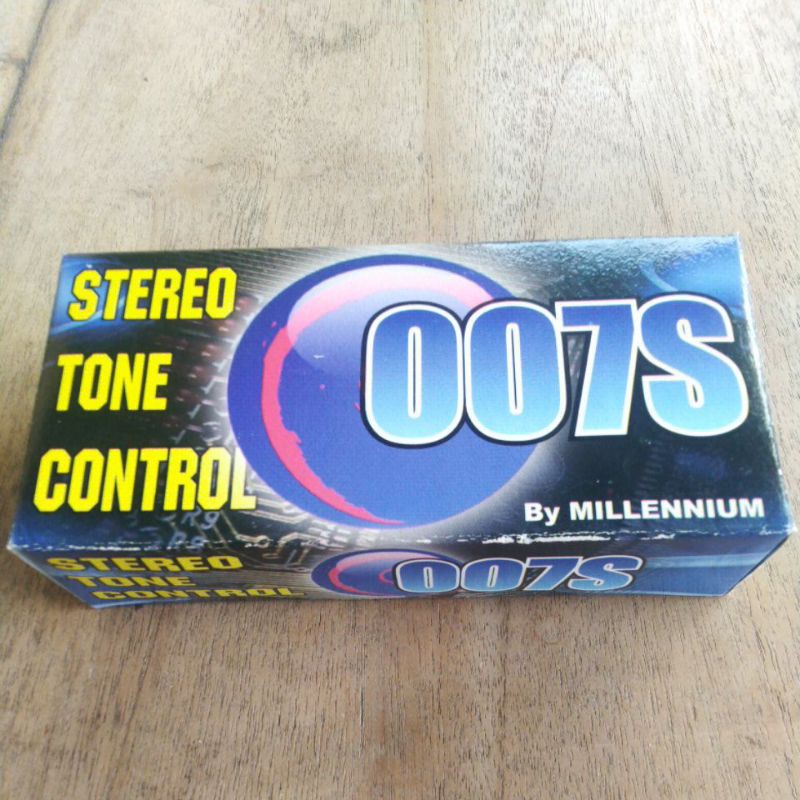 STEREO
TONE
CONTROL
007S
By MILLENNIUM
STEREO
TONE
CONTROL
007S